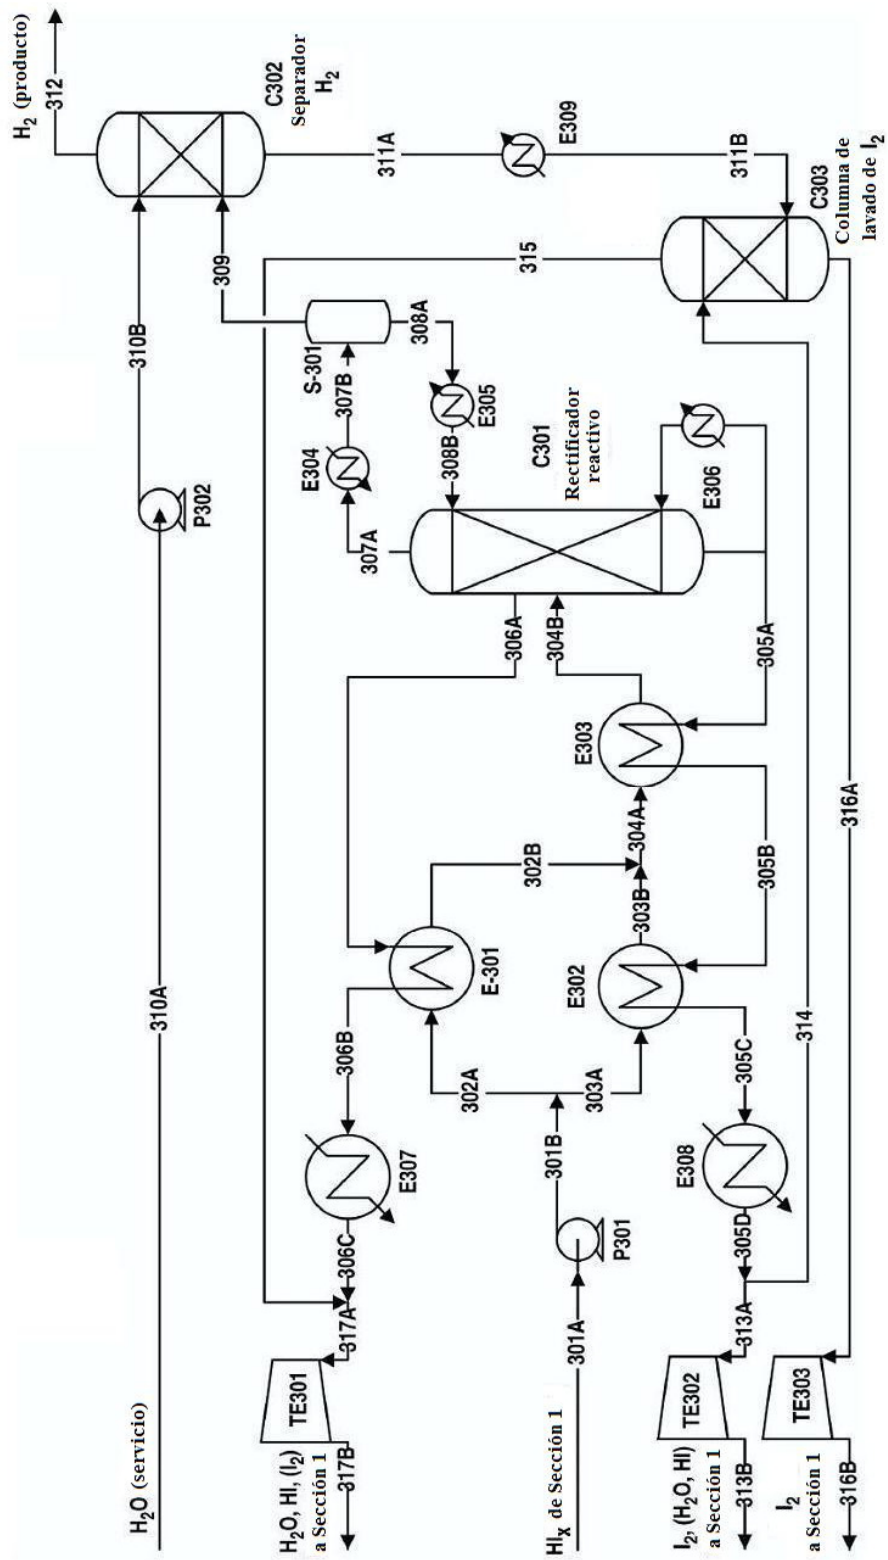 H₂ (producto)
312
C302
Separador
H₂
310B
309
311A
E309
311B
C303
Columna de
lavado de I₂
315
S-301
308A
307B
E304
E305
308B
307A
C301
Rectificador
reactivo
E306
P302
306A
304B
305A
E303
304A
302B
303B
305B
316A
E-301
E302
310A
314
306B
302A
303A
305C
301B
E307
E308
P301
306C
305D
317A
301A
313A
TE301
TE302
TE303
H₂O (servicio)
H₂O, HI, (I₂)
a Sección 1
317B
HIₓ de Sección 1
I₂, (H₂O, HI)
a Sección 1
313B
I₂
a Sección 1
316B